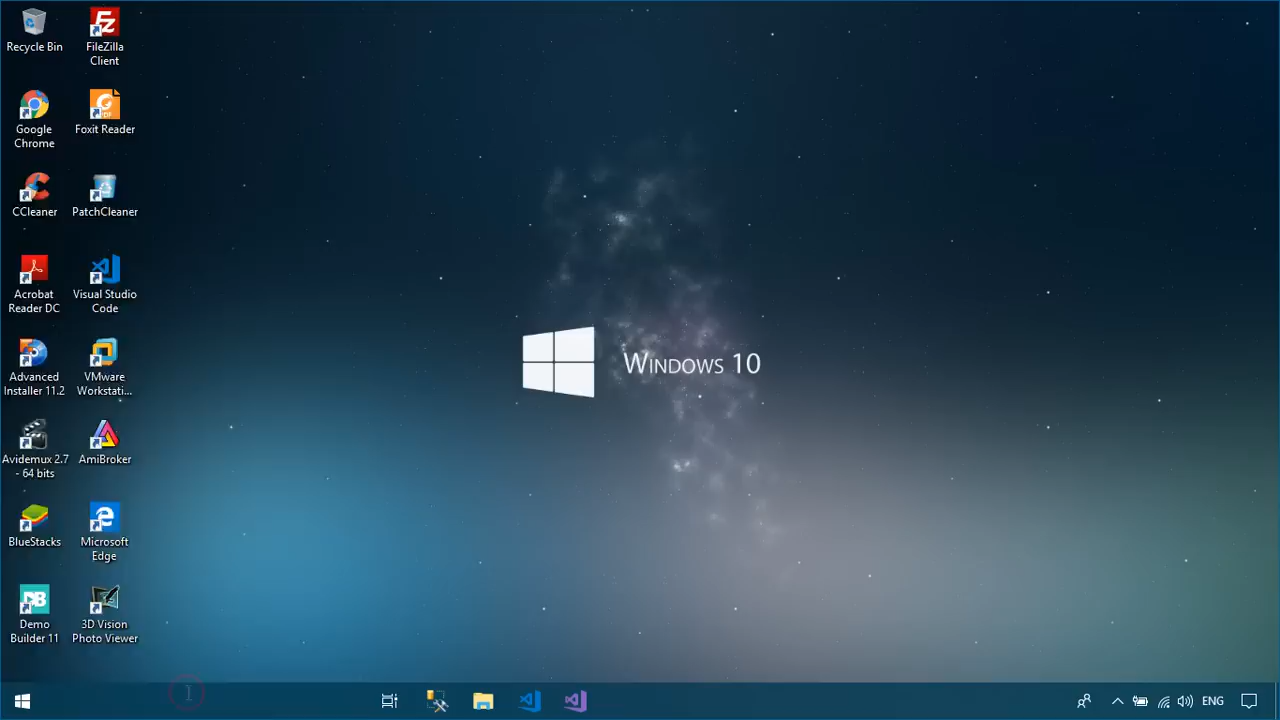 Recycle Bin
FileZilla
Client
Google
Chrome
Foxit Reader
PDF
CCleaner
PatchCleaner
Acrobat
Reader DC
Visual Studio
Code
Advanced
Installer 11.2
VMware
Workstati...
Avidemux 2.7
- 64 bits
AmiBroker
BlueStacks
Microsoft
Edge
DB
Demo
Builder 11
3D Vision
Photo Viewer
Windows 10
ENG